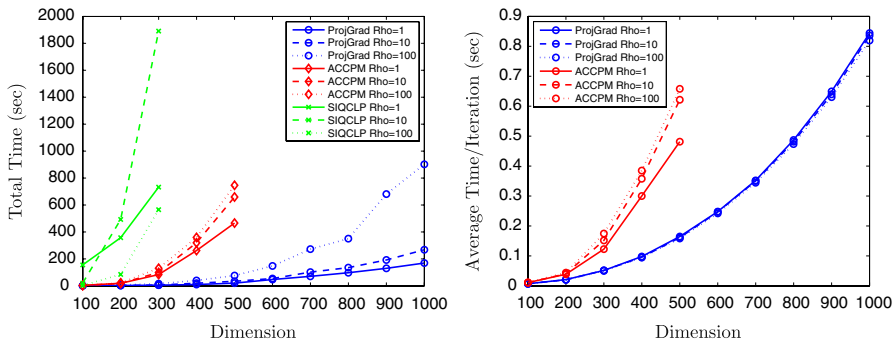 2000
1800
1600
1400
1200
1000
800
600
400
200
0
Total Time (sec)
100 200 300 400 500 600 700 800 900 1000
Dimension
ProjGrad Rho=1
ProjGrad Rho=10
ProjGrad Rho=100
ACCPM Rho=1
ACCPM Rho=10
ACCPM Rho=100
SIQCLP Rho=1
SIQCLP Rho=10
SIQCLP Rho=100
0.9
0.8
0.7
0.6
0.5
0.4
0.3
0.2
0.1
0
Average Time/Iteration (sec)
100 200 300 400 500 600 700 800 900 1000
Dimension
ProjGrad Rho=1
ProjGrad Rho=10
ProjGrad Rho=100
ACCPM Rho=1
ACCPM Rho=10
ACCPM Rho=100